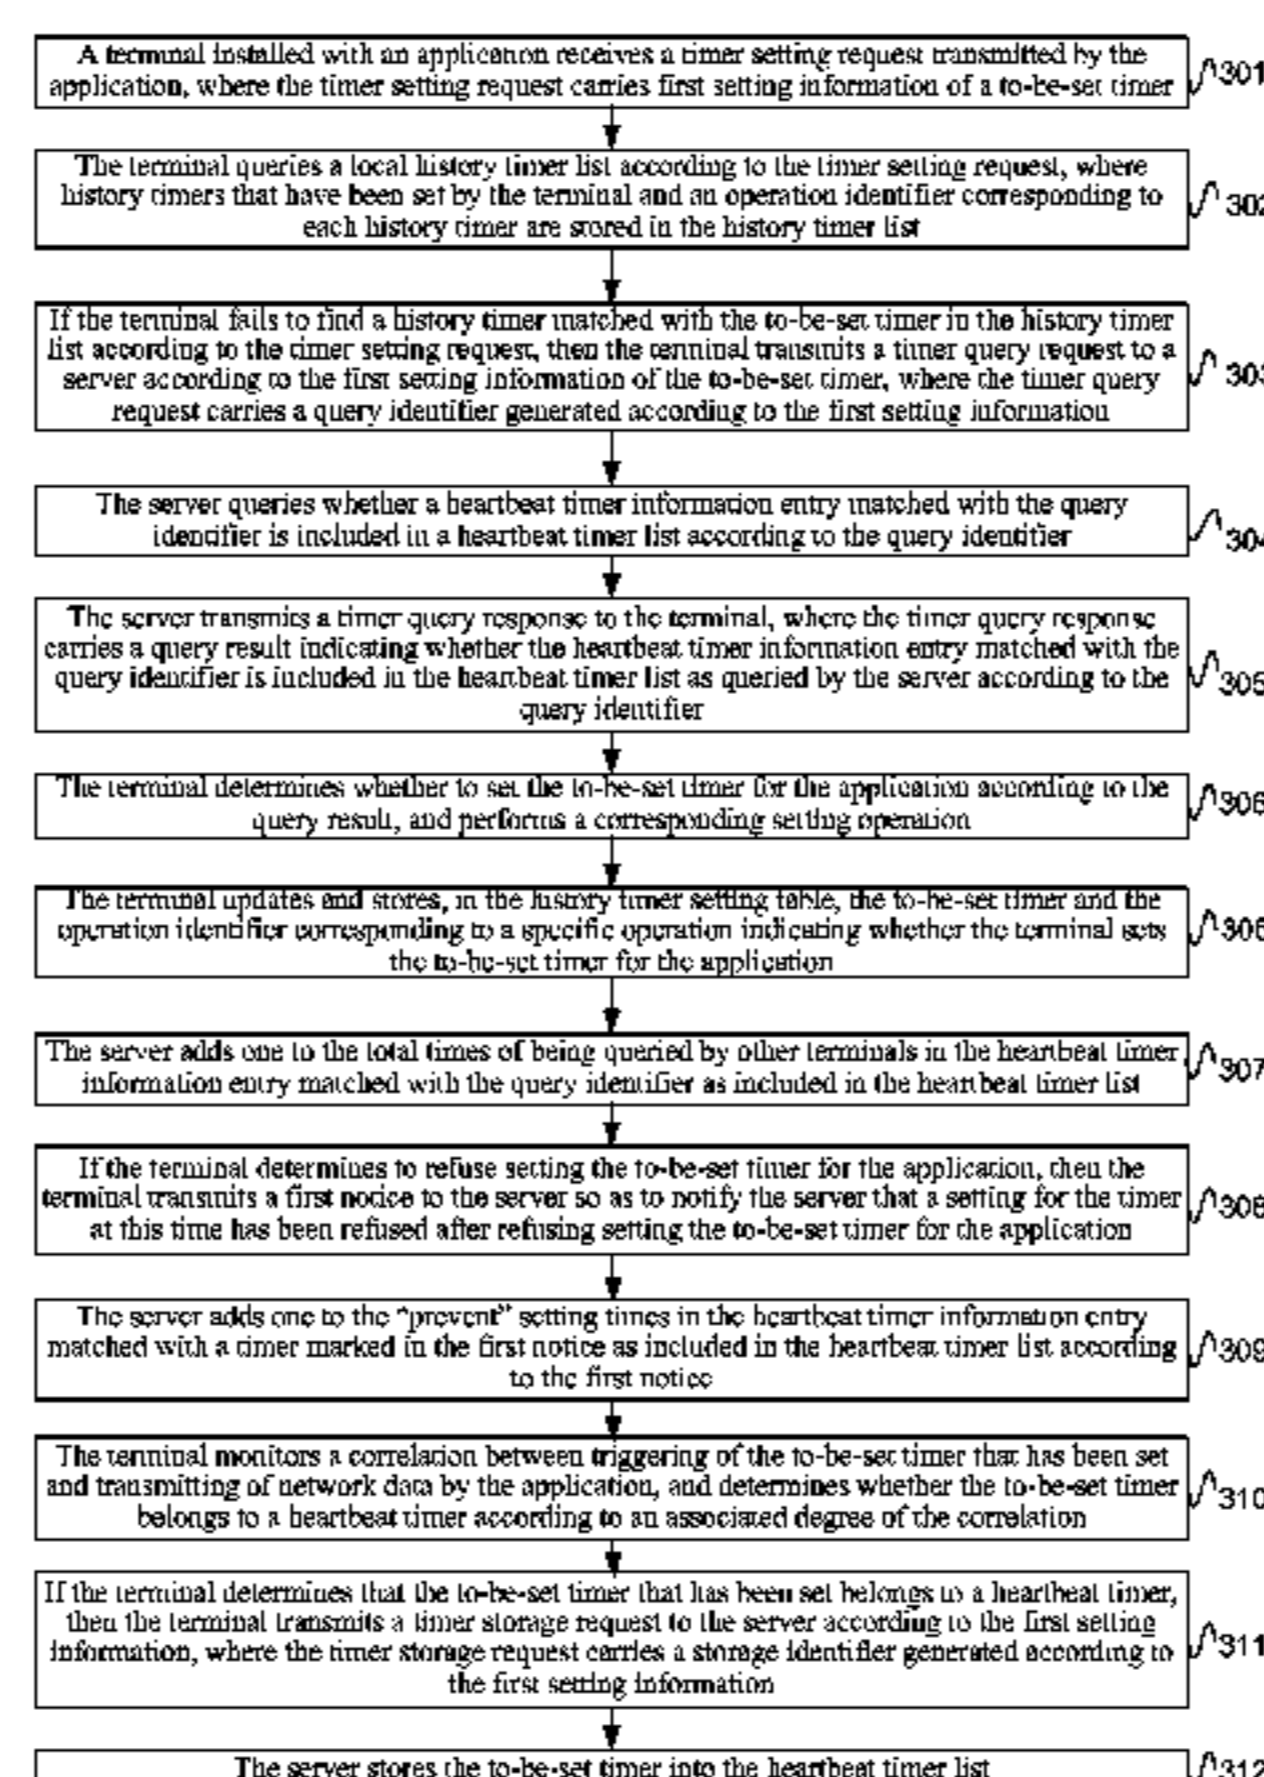 A terminal installed with an application receives a timer setting request transmitted by the
application, where the timer setting request carries first setting information of a to-be-set timer
301
The terminal queries a local history timer list according to the timer setting request, where
history timers that have been set by the terminal and an operation identifier corresponding to
each history timer are stored in the history timer list
302
If the terminal fails to find a history timer matched with the to-be-set timer in the history timer
list according to the timer setting request, then the terminal transmits a timer query request to a
server according to the first setting information of the to-be-set timer, where the timer query
request carries a query identifier generated according to the first setting information
303
The server queries whether a heartbeat timer information entry matched with the query
identifier is included in a heartbeat timer list according to the query identifier
304
The server transmits a timer query response to the terminal, where the timer query response
carries a query result indicating whether the heartbeat timer information entry matched with the
query identifier is included in the heartbeat timer list as queried by the server according to the
query identifier
305
The terminal determines whether to set the to-be-set timer for the application according to the
query result, and performs a corresponding setting operation
306
The terminal updates and stores, in the history timer setting table, the to-be-set timer and the
operation identifier corresponding to a specific operation indicating whether the terminal sets
the to-be-set timer for the application
306
The server adds one to the total times of being queried by other terminals in the heartbeat timer
information entry matched with the query identifier as included in the heartbeat timer list
307
If the terminal determines to refuse setting the to-be-set timer for the application, then the
terminal transmits a first notice to the server so as to notify the server that a setting for the timer
at this time has been refused after refusing setting the to-be-set timer for the application
308
The server adds one to the “prevent” setting times in the heartbeat timer information entry
matched with a timer marked in the first notice as included in the heartbeat timer list according
to the first notice
309
The terminal monitors a correlation between triggering of the to-be-set timer that has been set
and transmitting of network data by the application, and determines whether the to-be-set timer
belongs to a heartbeat timer according to an associated degree of the correlation
310
If the terminal determines that the to-be-set timer that has been set belongs to a heartbeat timer,
then the terminal transmits a timer storage request to the server according to the first setting
information, where the timer storage request carries a storage identifier generated according to
the first setting information
311
The server stores the to-be-set timer into the heartbeat timer list
312